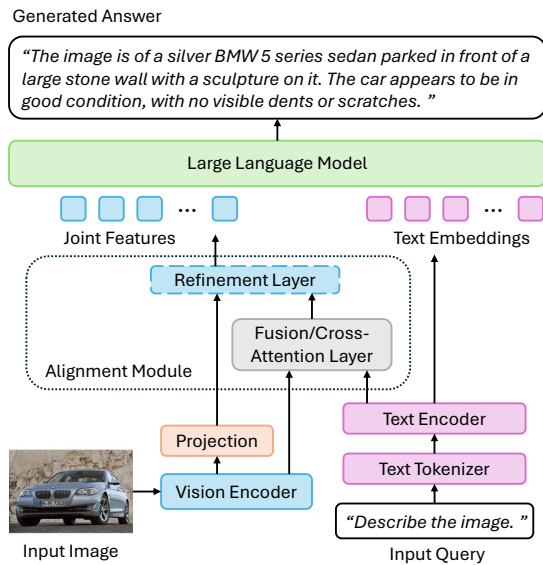 Generated Answer
“The image is of a silver BMW 5 series sedan parked in front of a
large stone wall with a sculpture on it. The car appears to be in
good condition, with no visible dents or scratches. ”
Large Language Model
...
...
Joint Features
Text Embeddings
Refinement Layer
Fusion/Cross-
Attention Layer
Alignment Module
Projection
Text Encoder
Vision Encoder
Text Tokenizer
“Describe the image. ”
Input Image
Input Query